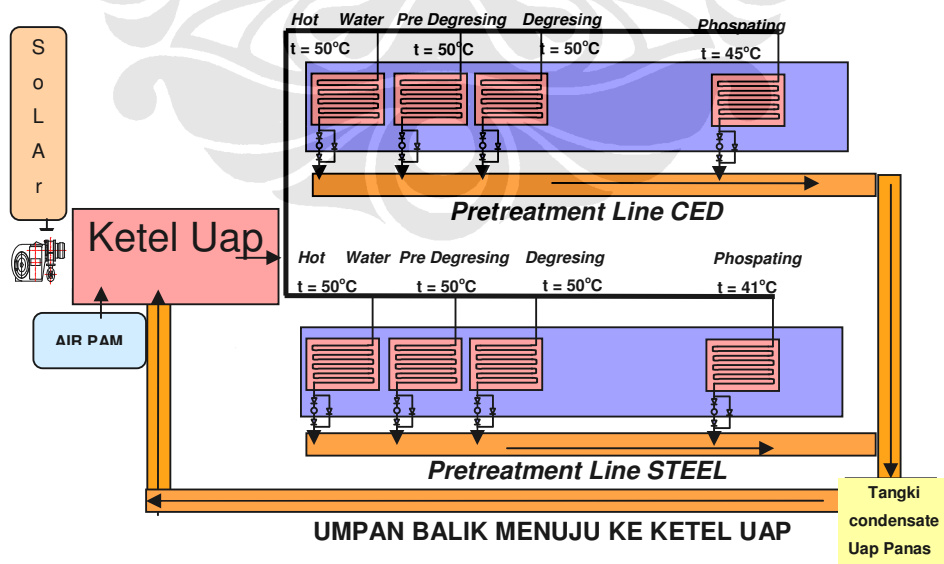 Hot Water Pre Degresing Degresing Phospating
t = 50°C t = 50°C t = 50°C t = 45°C
S
o
L
A
r
Pretreatment Line CED
Ketel Uap
Hot Water Pre Degresing Degresing Phospating
t = 50°C t = 50°C t = 50°C t = 41°C
AIR PAM
Pretreatment Line STEEL
Tangki
condensate
Uap Panas
UMPAN BALIK MENUJU KE KETEL UAP